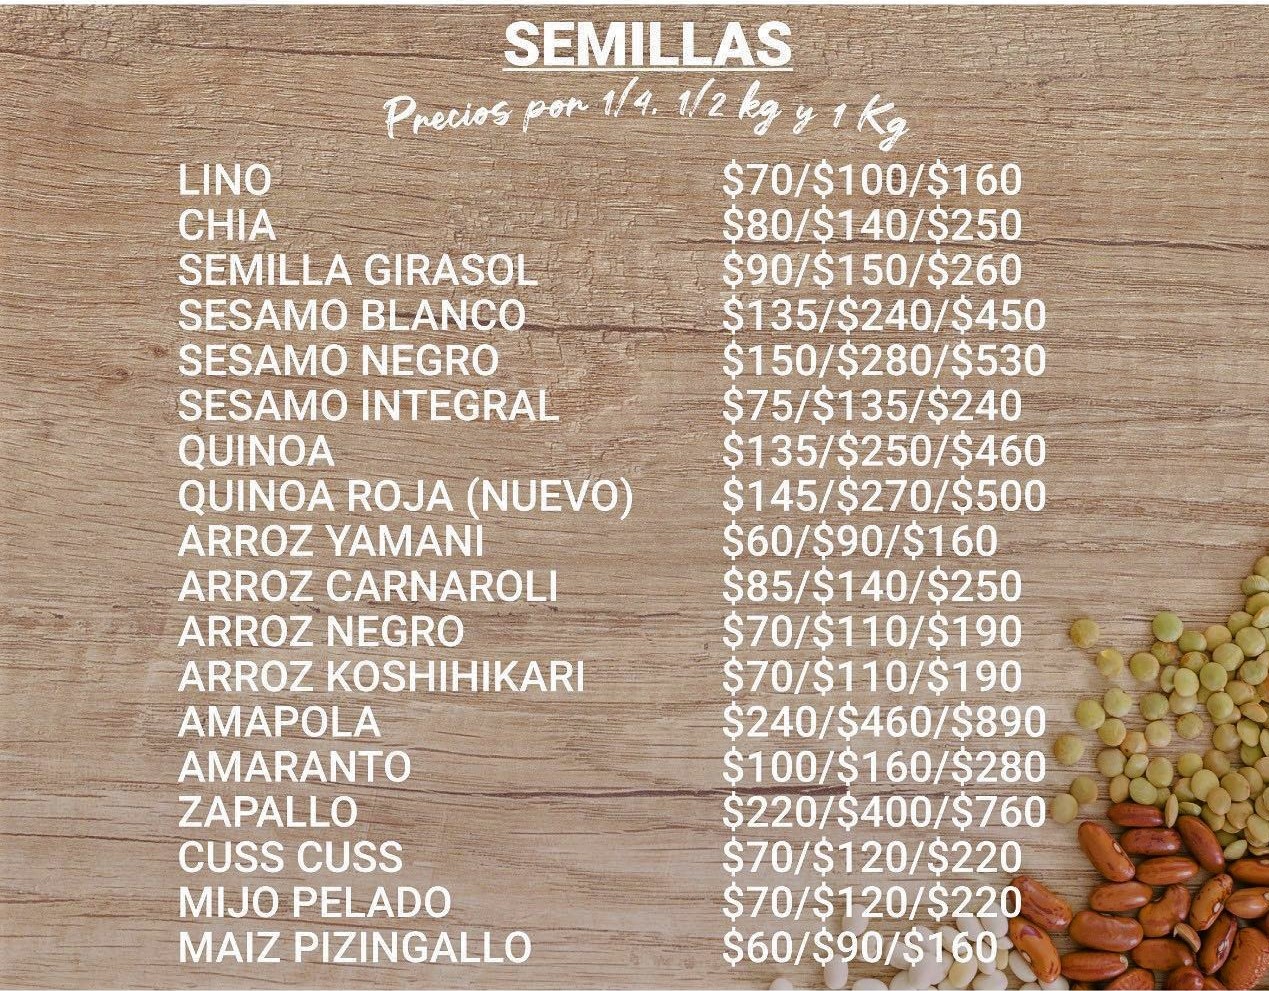 SEMILLAS
Precios por 1/4, 1/2 kg y 1 Kg
LINO $70/$100/$160
CHIA $80/$140/$250
SEMILLA GIRASOL $90/$150/$260
SESAMO BLANCO $135/$240/$450
SESAMO NEGRO $150/$280/$530
SESAMO INTEGRAL $75/$135/$240
QUINOA $135/$250/$460
QUINOA ROJA (NUEVO) $145/$270/$500
ARROZ YAMANI $60/$90/$160
ARROZ CARNAROLI $85/$140/$250
ARROZ NEGRO $70/$110/$190
ARROZ KOSHIHIKARI $70/$110/$190
AMAPOLA $240/$460/$890
AMARANTO $100/$160/$280
ZAPALLO $220/$400/$760
CUSS CUSS $70/$120/$220
MIJO PELADO $70/$120/$220
MAIZ PIZINGALLO $60/$90/$160